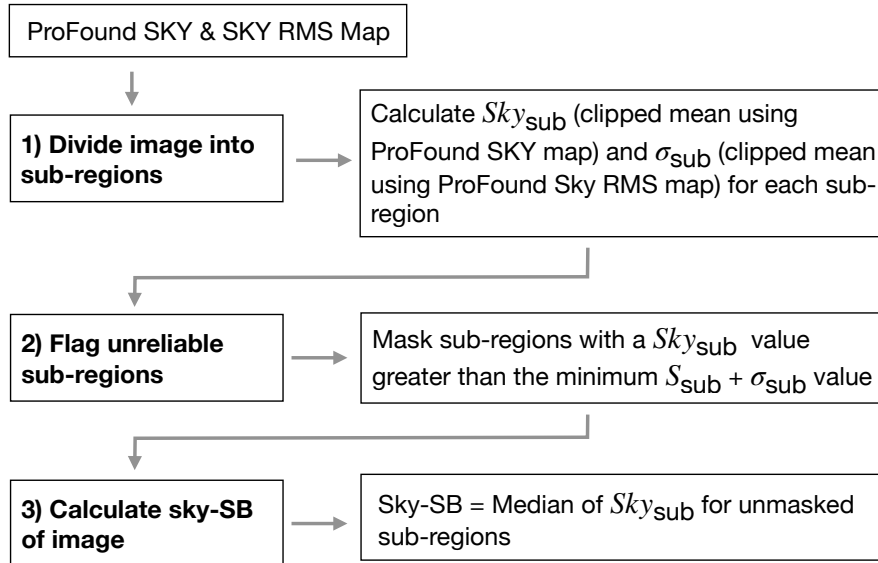 ProFound SKY & SKY RMS Map
1) Divide image into
sub-regions
Calculate Sky_sub (clipped mean using
ProFound SKY map) and σ_sub (clipped mean
using ProFound Sky RMS map) for each sub-
region
2) Flag unreliable
sub-regions
Mask sub-regions with a Sky_sub value
greater than the minimum S_sub + σ_sub value
3) Calculate sky-SB
of image
Sky-SB = Median of Sky_sub for unmasked
sub-regions